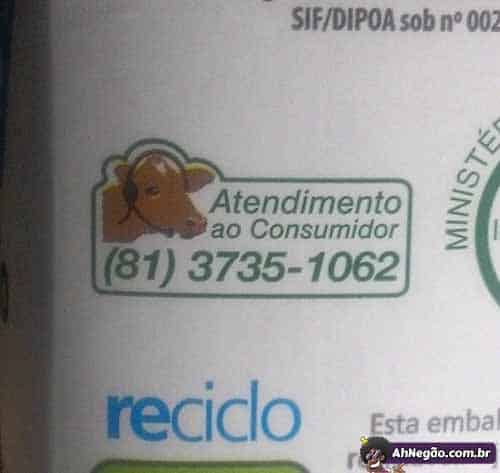 SIF/DIPOA sob nº 002
Atendimento
ao Consumidor
(81) 3735-1062
MINISTÉ
reciclo
Esta embal
AhNegão.com.br